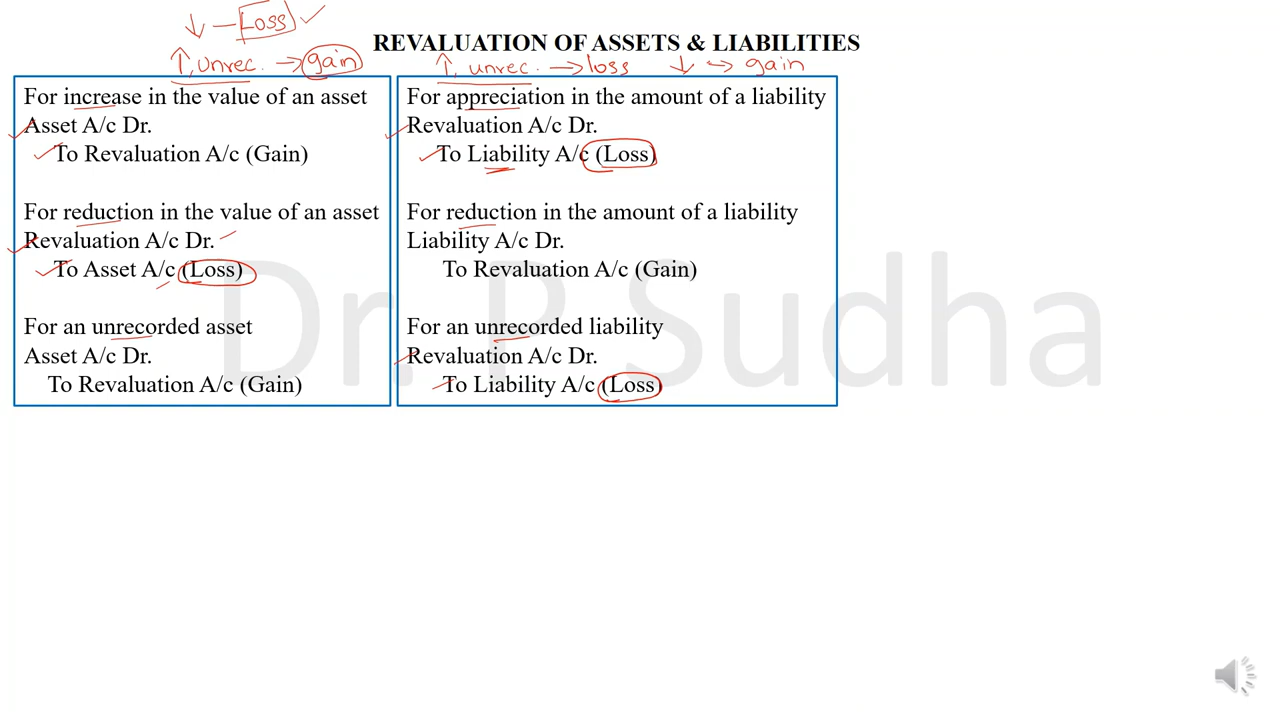 ↓ – Loss ✓
REVALUATION OF ASSETS & LIABILITIES
↑, unrec. → gain
↑, unrec. → loss ↓ → gain
For increase in the value of an asset
Asset A/c Dr.
To Revaluation A/c (Gain)
For reduction in the value of an asset
Revaluation A/c Dr.
To Asset A/c (Loss)
For an unrecorded asset
Asset A/c Dr.
To Revaluation A/c (Gain)
For appreciation in the amount of a liability
Revaluation A/c Dr.
To Liability A/c (Loss)
For reduction in the amount of a liability
Liability A/c Dr.
To Revaluation A/c (Gain)
For an unrecorded liability
Revaluation A/c Dr.
To Liability A/c (Loss)
Dr. P Sudha